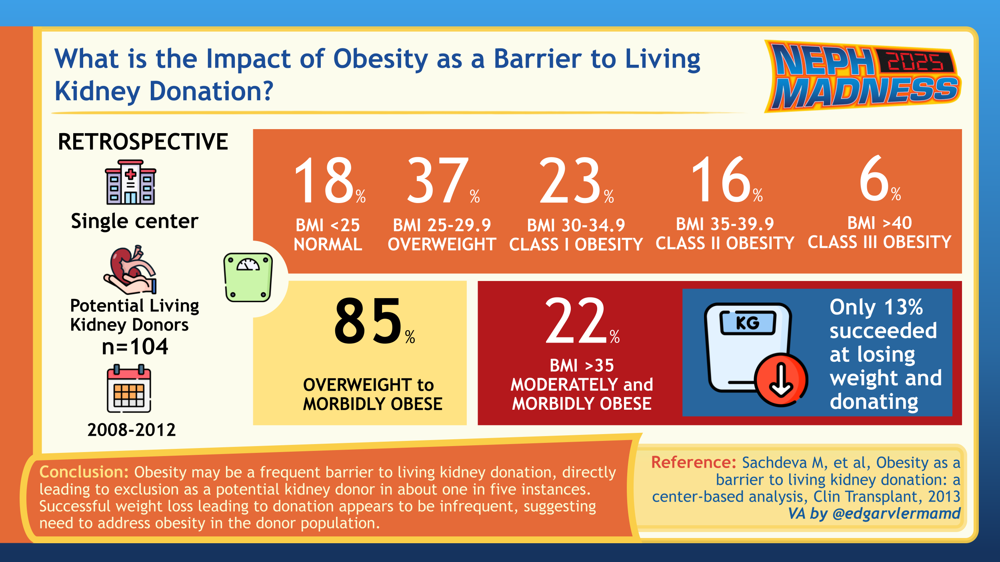 What is the Impact of Obesity as a Barrier to Living
Kidney Donation?
NEPH 2025
MADNESS
RETROSPECTIVE
Single center
Potential Living
Kidney Donors
n=104
2008-2012
18%
BMI <25
NORMAL
37%
BMI 25-29.9
OVERWEIGHT
23%
BMI 30-34.9
CLASS I OBESITY
16%
BMI 35-39.9
CLASS II OBESITY
6%
BMI >40
CLASS III OBESITY
85%
OVERWEIGHT to
MORBIDLY OBESE
22%
BMI >35
MODERATELY and
MORBIDLY OBESE
KG
Only 13%
succeeded
at losing
weight and
donating
Conclusion: Obesity may be a frequent barrier to living kidney donation, directly
leading to exclusion as a potential kidney donor in about one in five instances.
Successful weight loss leading to donation appears to be infrequent, suggesting
need to address obesity in the donor population.
Reference: Sachdeva M, et al, Obesity as a
barrier to living kidney donation: a
center-based analysis, Clin Transplant, 2013
VA by @edgarvlermamd